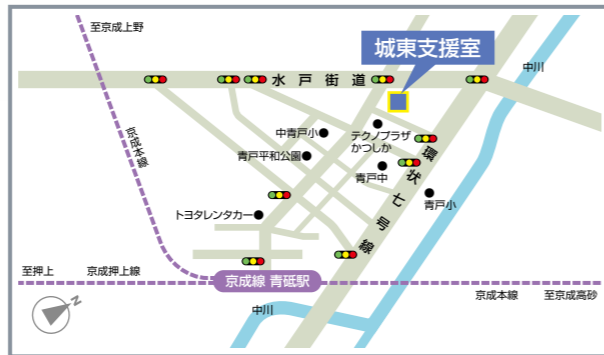 至京成上野
城東支援室
中川
水戸街道
京成本線
中青戸小
テクノプラザ
かつしか
環状七号線
青戸平和公園
青戸中
青戸小
トヨタレンタカー
至押上
京成押上線
京成線 青砥駅
京成本線
至京成高砂
中川
N